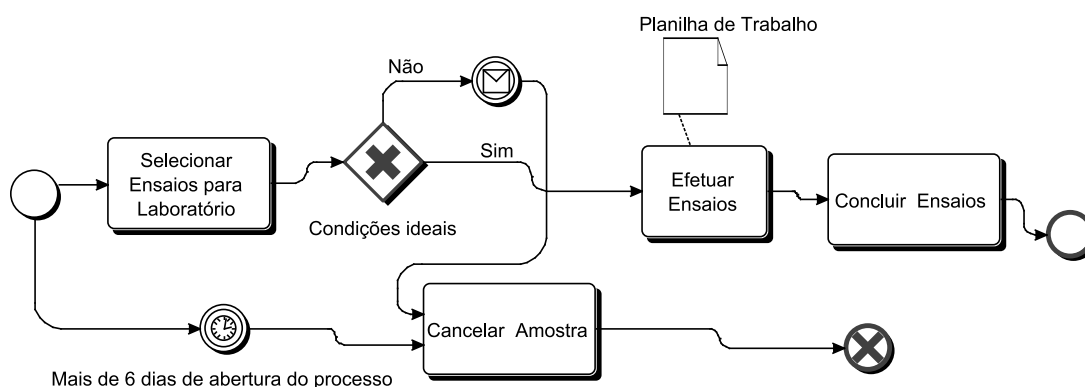 Planilha de Trabalho
Não
Selecionar
Ensaios para
Laboratório
Sim
Condições ideais
Efetuar
Ensaios
Concluir Ensaios
Cancelar Amostra
Mais de 6 dias de abertura do processo